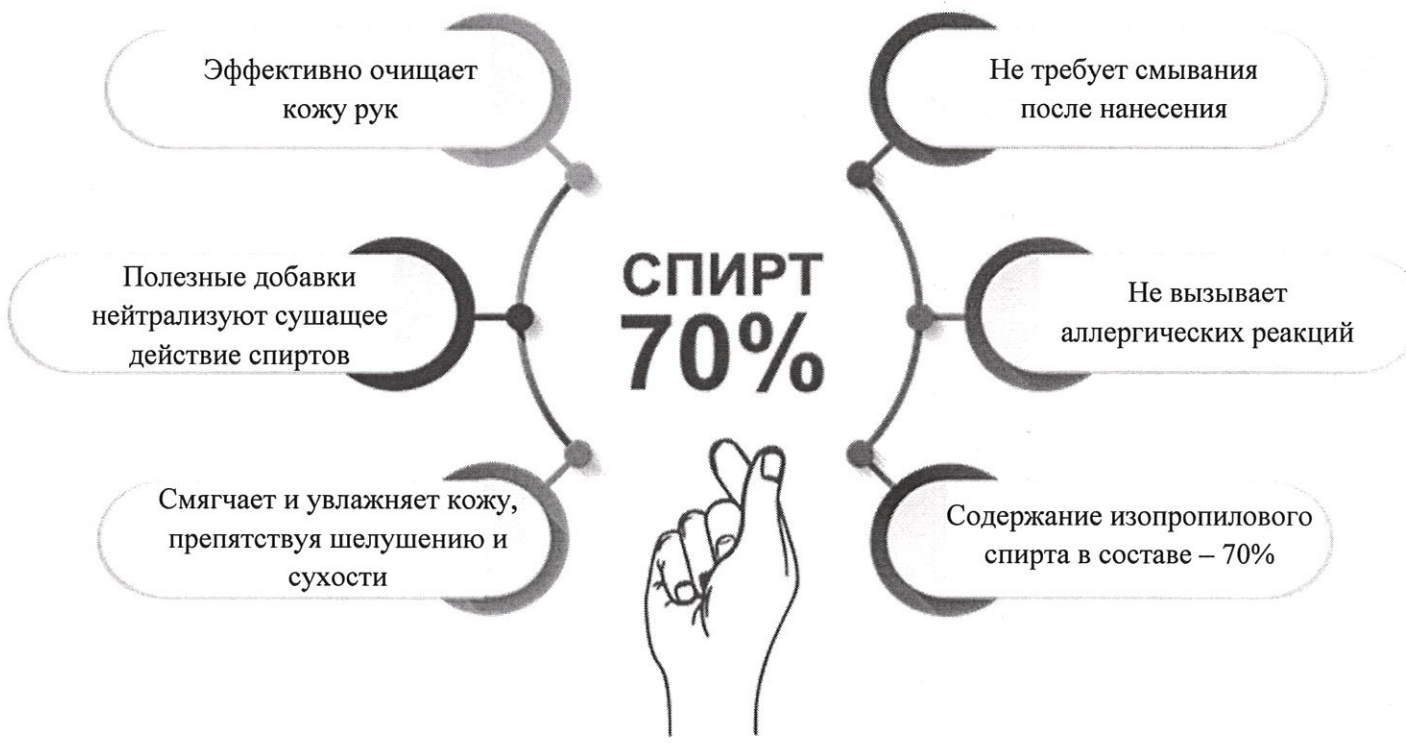 Эффективно очищает
кожу рук
Полезные добавки
нейтрализуют сушащее
действие спиртов
Смягчает и увлажняет кожу,
препятствуя шелушению и
сухости
СПИРТ
70%
Не требует смывания
после нанесения
Не вызывает
аллергических реакций
Содержание изопропилового
спирта в составе – 70%